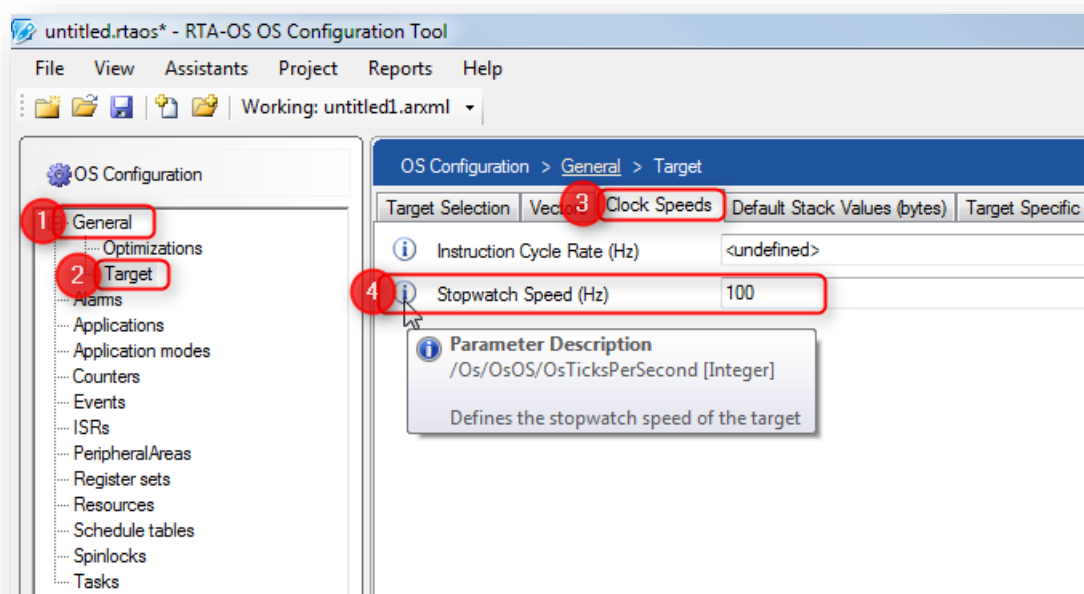 untitled.rtaos* - RTA-OS OS Configuration Tool
File View Assistants Project Reports Help
Working: untitled1.arxml
OS Configuration
1 General
Optimizations
2 Target
Alarms
Applications
Application modes
Counters
Events
ISRs
PeripheralAreas
Register sets
Resources
Schedule tables
Spinlocks
Tasks
OS Configuration > General > Target
Target Selection Vectors 3 Clock Speeds Default Stack Values (bytes) Target Specific
Instruction Cycle Rate (Hz) <undefined>
4 Stopwatch Speed (Hz) 100
Parameter Description
/Os/OsOS/OsTicksPerSecond [Integer]
Defines the stopwatch speed of the target